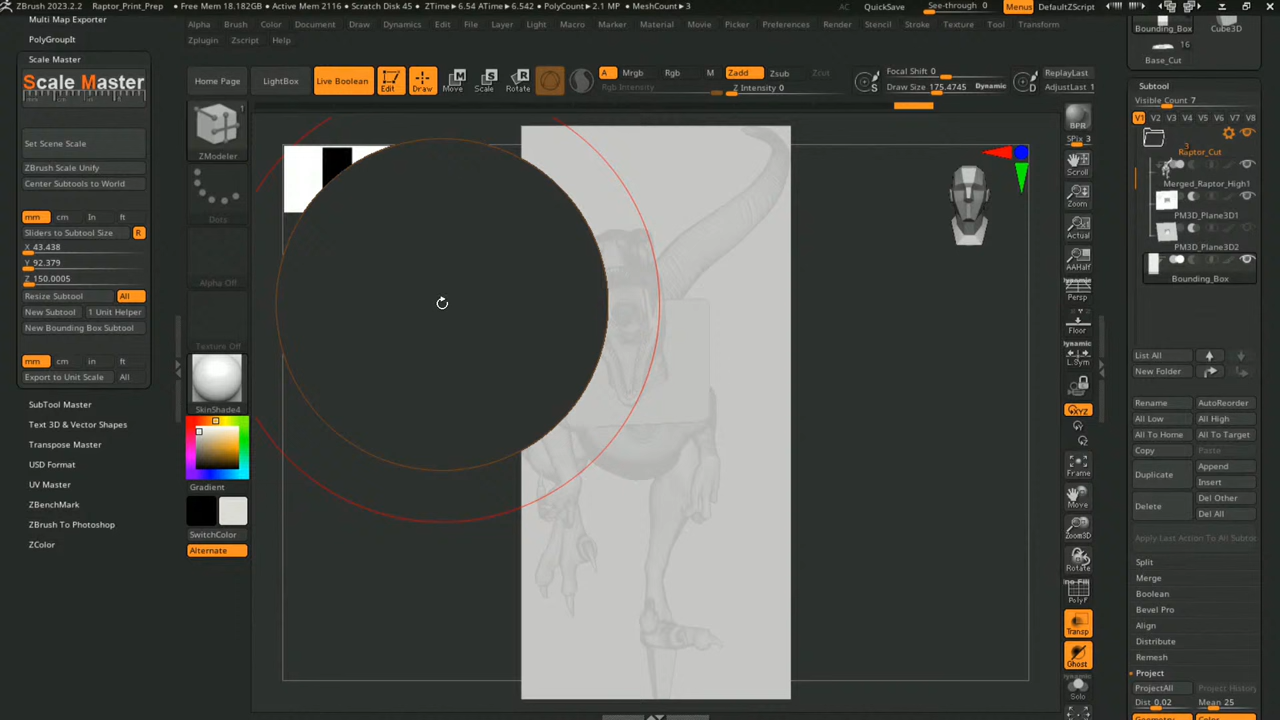 ZBrush 2023.2.2 Raptor_Print_Prep • Free Mem 18.182GB • Active Mem 2116 • Scratch Disk 45 • ZTime▶6.54 ATime▶6.542 • PolyCount▶2.1 MP • MeshCount▶3 AC QuickSave See-through 0 Menus DefaultZScript
Alpha Brush Color Document Draw Dynamics Edit File Layer Light Macro Marker Material Movie Picker Preferences Render Stencil Stroke Texture Tool Transform
Zplugin Zscript Help
Multi Map Exporter
PolyGroupIt
Scale Master
Scale Master
Set Scene Scale
ZBrush Scale Unify
Center Subtools to World
mm cm In ft
Sliders to Subtool Size R
X 43.438
Y 92.379
Z 150.0005
Resize Subtool All
New Subtool 1 Unit Helper
New Bounding Box Subtool
mm cm in ft
Export to Unit Scale All
SubTool Master
Text 3D & Vector Shapes
Transpose Master
USD Format
UV Master
ZBenchMark
ZBrush To Photoshop
ZColor
Home Page LightBox Live Boolean Edit Draw Move Scale Rotate
A Mrgb Rgb M Zadd Zsub Zcut
Rgb Intensity Z Intensity 0
Focal Shift 0
Draw Size 175.4745 Dynamic
S D
ReplayLast
AdjustLast 1
1
ZModeler
Dots
Alpha Off
Texture Off
SkinShade4
Gradient
SwitchColor
Alternate
BPR
SPix 3
Scroll
Zoom
Actual
AAHalf
Dynamic
Persp
Floor
Dynamic
L.Sym
XYZ
Frame
Move
Zoom3D
Rotate
PolyF
Transp
Ghost
Solo
Bounding_Box Cube3D
16
Base_Cut
Subtool
Visible Count 7
V1 V2 V3 V4 V5 V6 V7 V8
3
Raptor_Cut
Merged_Raptor_High1
PM3D_Plane3D1
PM3D_Plane3D2
Bounding_Box
List All
New Folder
Rename AutoReorder
All Low All High
All To Home All To Target
Copy Paste
Duplicate Append
Insert
Delete Del Other
Del All
Apply Last Action To All Subtoo
Split
Merge
Boolean
Bevel Pro
Align
Distribute
Remesh
Project
ProjectAll Project History
Dist 0.02 Mean 25
Geometry Color